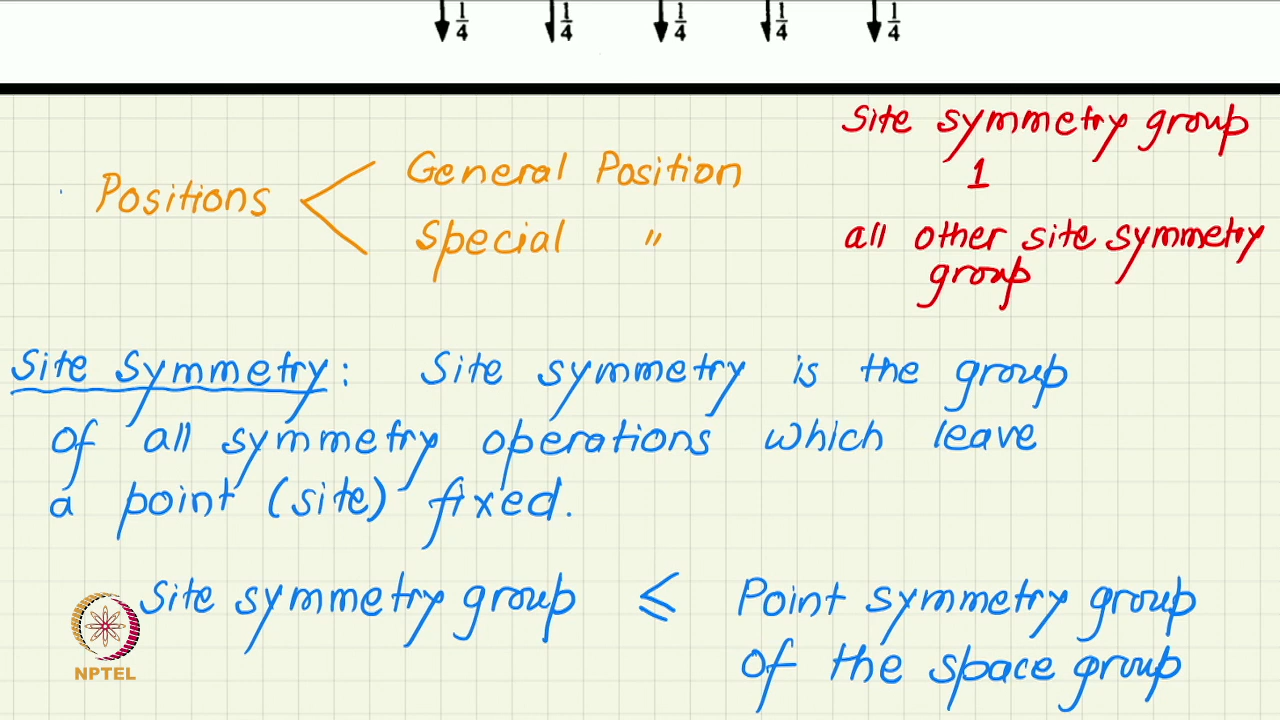 1/4 1/4 1/4 1/4 1/4
Site symmetry group
Positions < General Position 1
Special " all other site symmetry
group
Site Symmetry: Site symmetry is the group
of all symmetry operations which leave
a point (site) fixed.
Site symmetry group ≤ Point symmetry group
of the space group
NPTEL